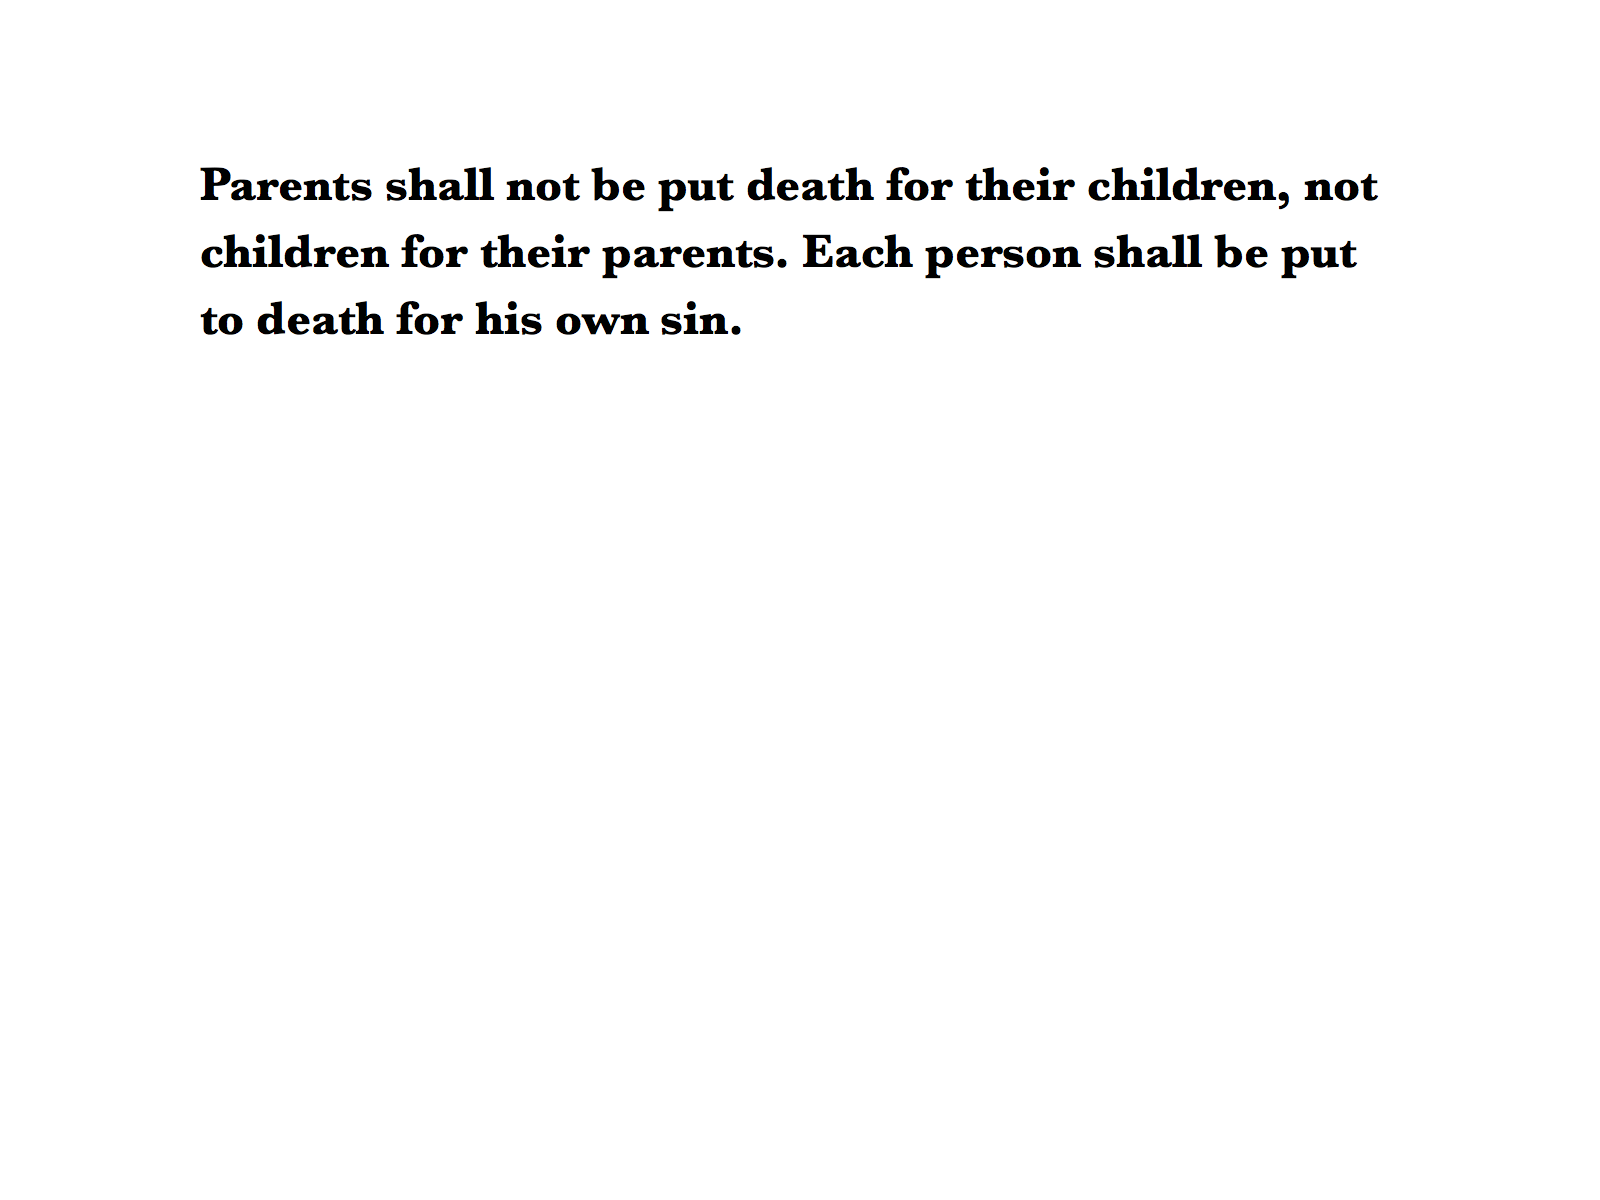 Parents shall not be put death for their children, not
children for their parents. Each person shall be put
to death for his own sin.